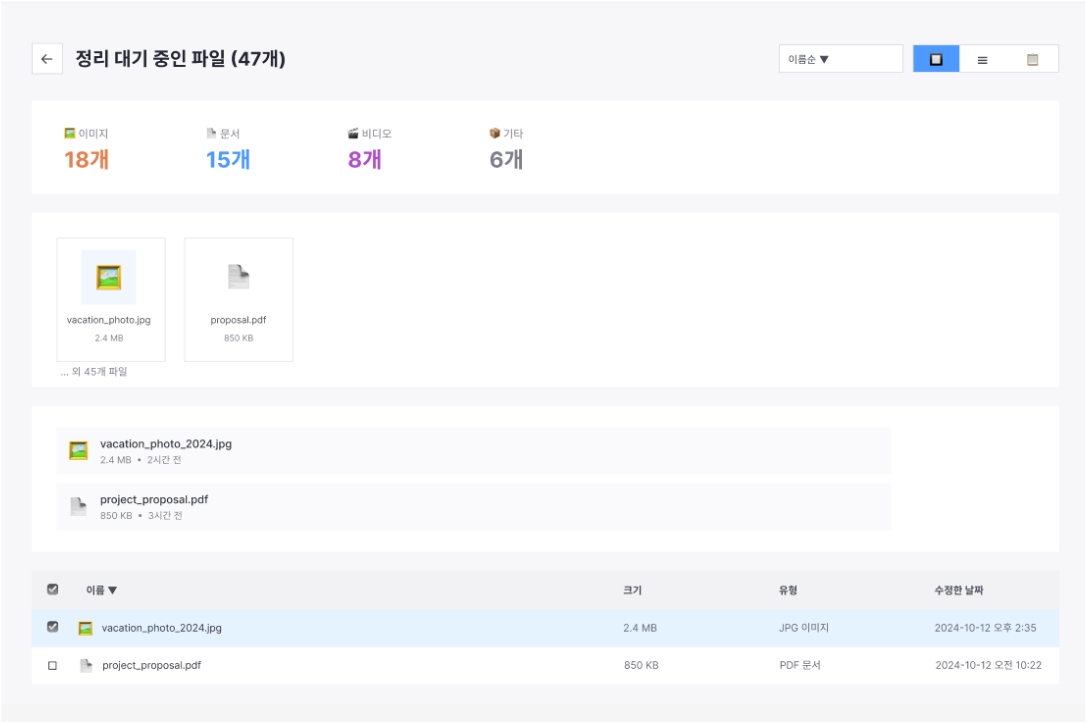 정리 대기 중인 파일 (47개)
이름순 ▼
이미지
18개
문서
15개
비디오
8개
기타
6개
vacation_photo.jpg
2.4 MB
proposal.pdf
850 KB
... 외 45개 파일
vacation_photo_2024.jpg
2.4 MB • 2시간 전
project_proposal.pdf
850 KB • 3시간 전
이름 ▼ 크기 유형 수정한 날짜
vacation_photo_2024.jpg 2.4 MB JPG 이미지 2024-10-12 오후 2:35
project_proposal.pdf 850 KB PDF 문서 2024-10-12 오전 10:22